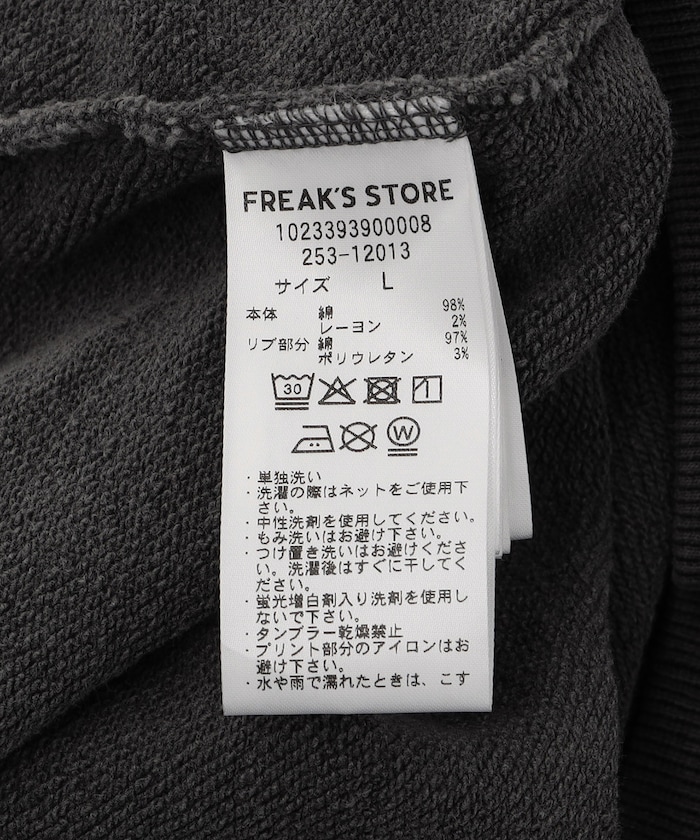 FREAK'S STORE
1023393900008
253-12013
サイズ L
本体 綿 98%
レーヨン 2%
リブ部分 綿 97%
ポリウレタン 3%
30
W
・単独洗い
・洗濯の際はネットをご使用下
さい。
・中性洗剤を使用してください。
・もみ洗いはお避け下さい。
・つけ置き洗いはお避けくださ
い。洗濯後はすぐに干してく
ださい。
・蛍光増白剤入り洗剤を使用し
ないで下さい。
・タンブラー乾燥禁止
・プリント部分のアイロンはお
避け下さい。
・水や雨で濡れたときは、こす